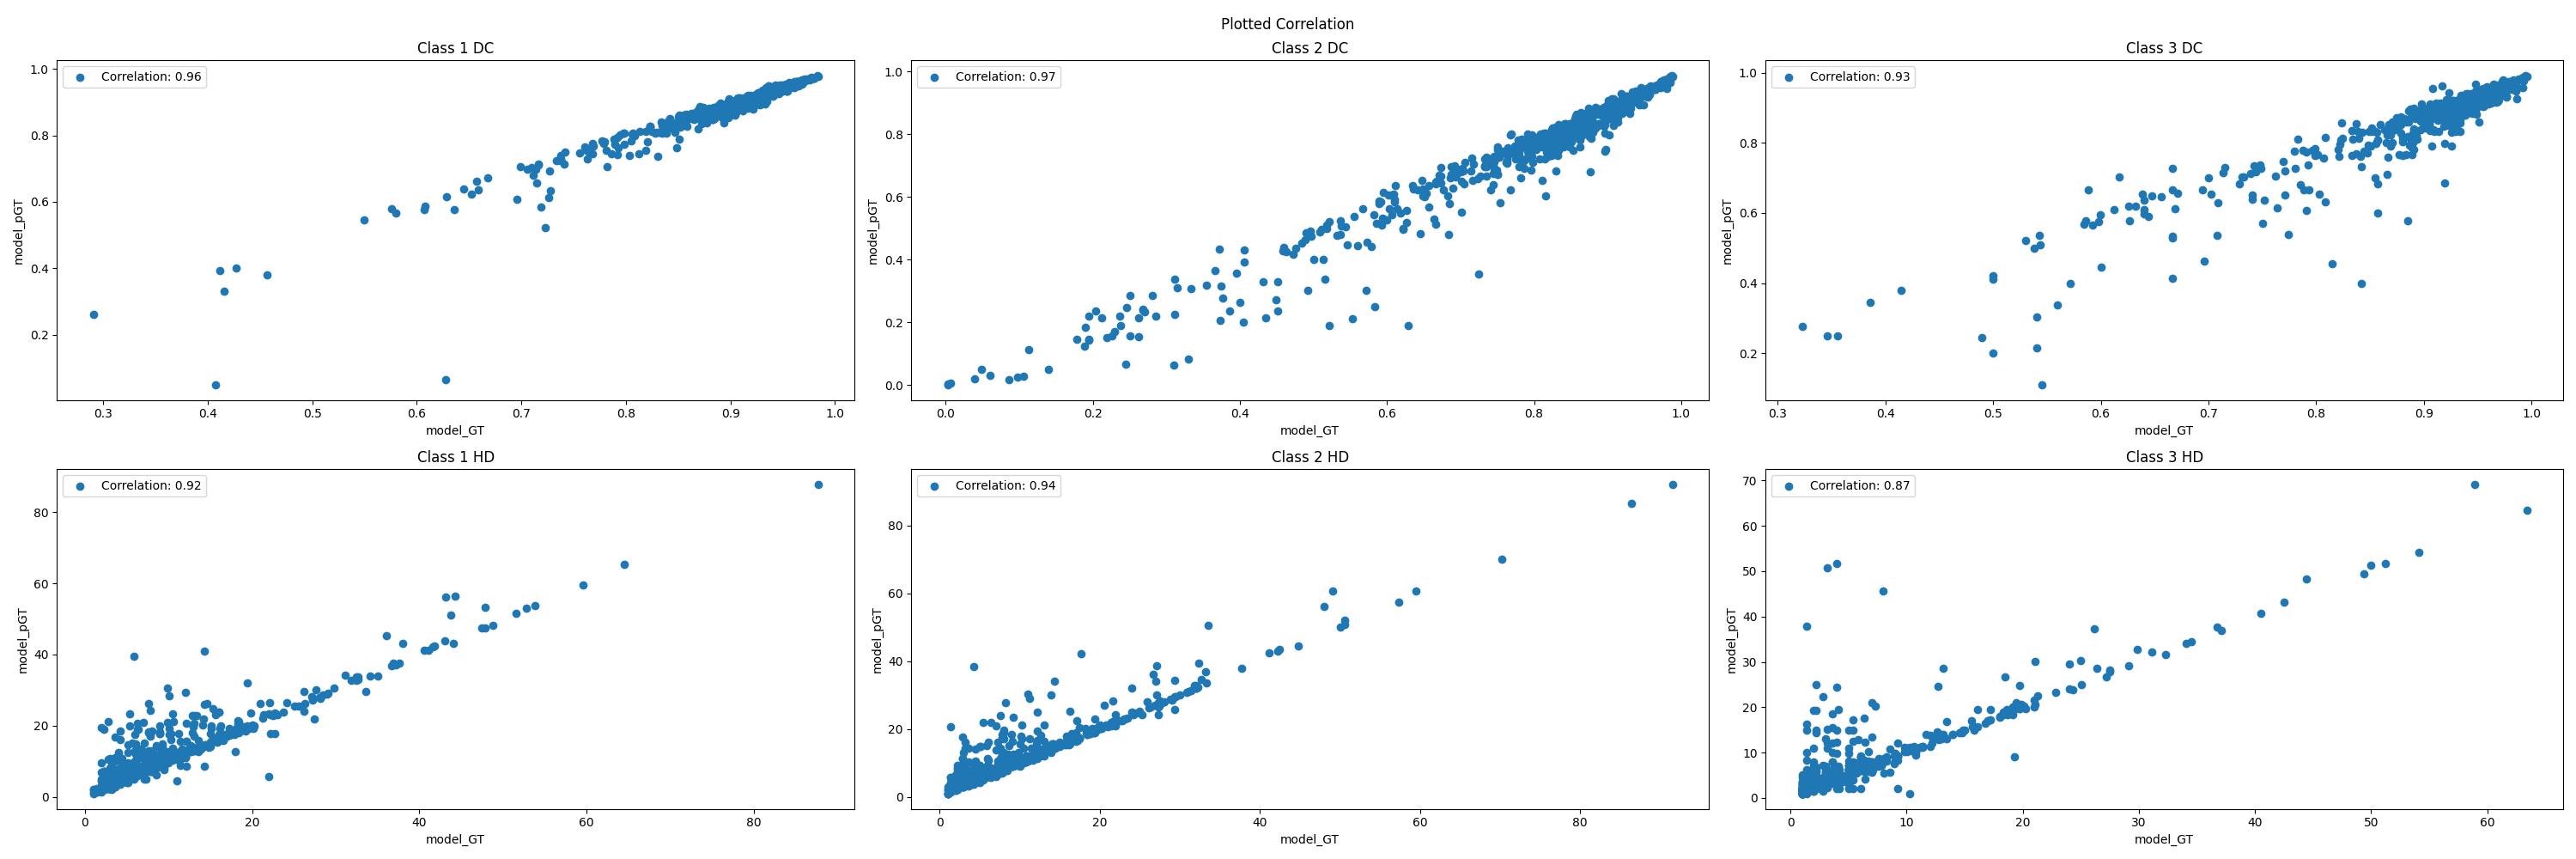 Plotted Correlation
Class 1 DC
Correlation: 0.96
1.0
0.8
0.6
0.4
0.2
model_pGT
0.3 0.4 0.5 0.6 0.7 0.8 0.9 1.0
model_GT
Class 2 DC
Correlation: 0.97
1.0
0.8
0.6
0.4
0.2
0.0
model_pGT
0.0 0.2 0.4 0.6 0.8 1.0
model_GT
Class 3 DC
Correlation: 0.93
1.0
0.8
0.6
0.4
0.2
model_pGT
0.3 0.4 0.5 0.6 0.7 0.8 0.9 1.0
model_GT
Class 1 HD
Correlation: 0.92
80
60
40
20
0
model_pGT
0 20 40 60 80
model_GT
Class 2 HD
Correlation: 0.94
80
60
40
20
0
model_pGT
0 20 40 60 80
model_GT
Class 3 HD
Correlation: 0.87
70
60
50
40
30
20
10
0
model_pGT
0 10 20 30 40 50 60
model_GT